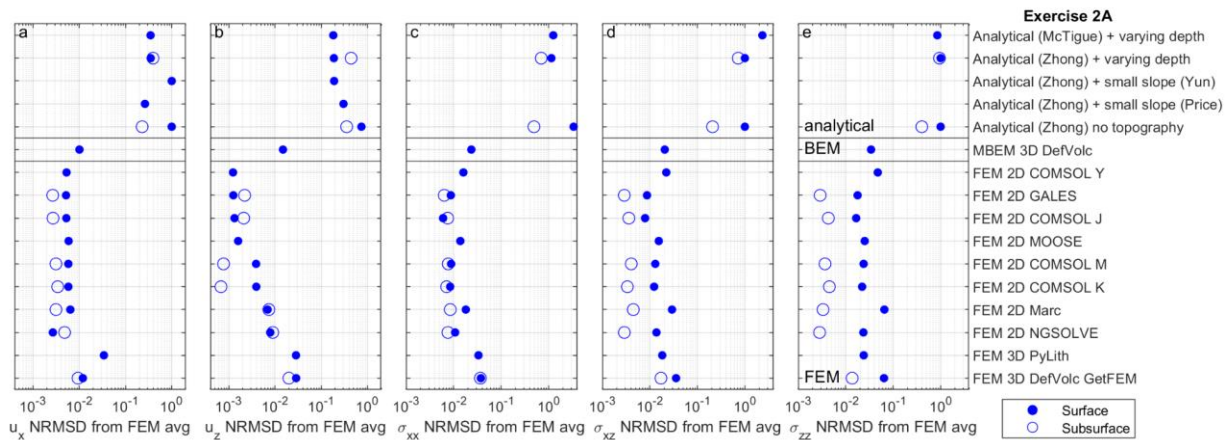 Exercise 2A
a b c d e
Analytical (McTigue) + varying depth
Analytical (Zhong) + varying depth
Analytical (Zhong) + small slope (Yun)
Analytical (Zhong) + small slope (Price)
analytical Analytical (Zhong) no topography
BEM MBEM 3D DefVolc
FEM 2D COMSOL Y
FEM 2D GALES
FEM 2D COMSOL J
FEM 2D MOOSE
FEM 2D COMSOL M
FEM 2D COMSOL K
FEM 2D Marc
FEM 2D NGSOLVE
FEM 3D PyLith
FEM FEM 3D DefVolc GetFEM
10⁻³ 10⁻² 10⁻¹ 10⁰ 10⁻³ 10⁻² 10⁻¹ 10⁰ 10⁻³ 10⁻² 10⁻¹ 10⁰ 10⁻³ 10⁻² 10⁻¹ 10⁰ 10⁻³ 10⁻² 10⁻¹ 10⁰
uₓ NRMSD from FEM avg u_z NRMSD from FEM avg σₓₓ NRMSD from FEM avg σ_xz NRMSD from FEM avg σ_zz NRMSD from FEM avg
Surface
Subsurface